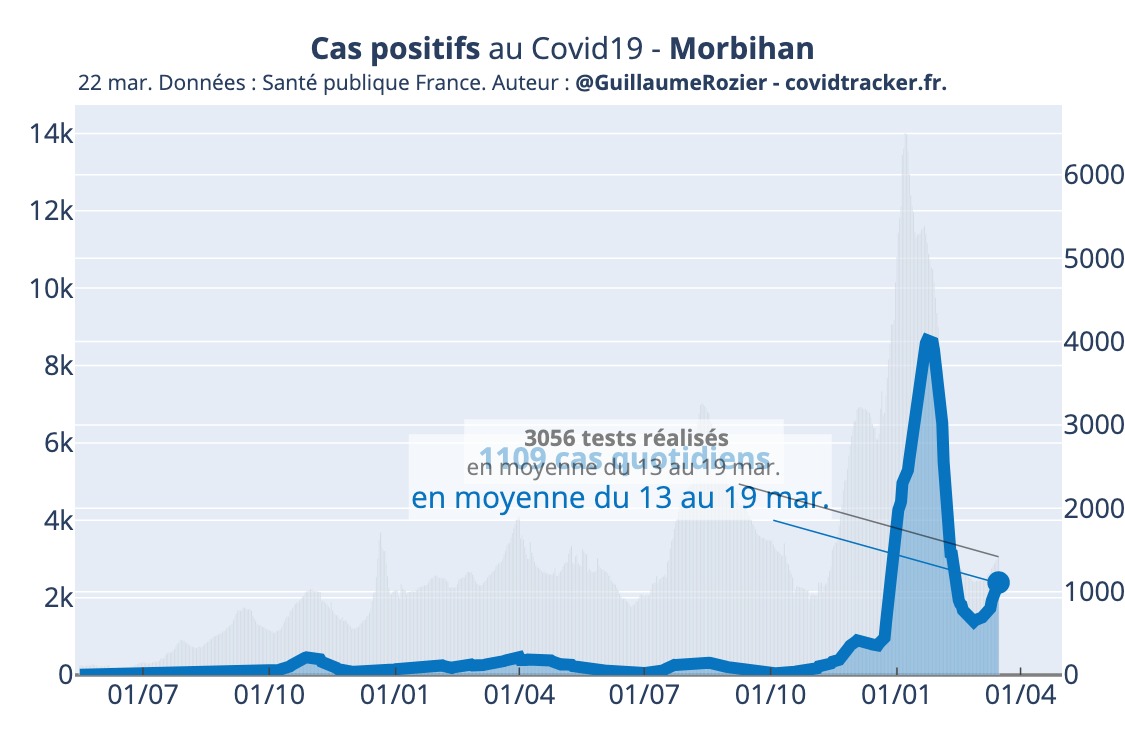 Cas positifs au Covid19 - Morbihan
22 mar. Données : Santé publique France. Auteur : @GuillaumeRozier - covidtracker.fr.
14k
12k
10k
8k
6k
4k
2k
0
6000
5000
4000
3000
2000
1000
0
3056 tests réalisés
en moyenne du 13 au 19 mar.
1109 cas quotidiens
en moyenne du 13 au 19 mar.
01/07
01/10
01/01
01/04
01/07
01/10
01/01
01/04